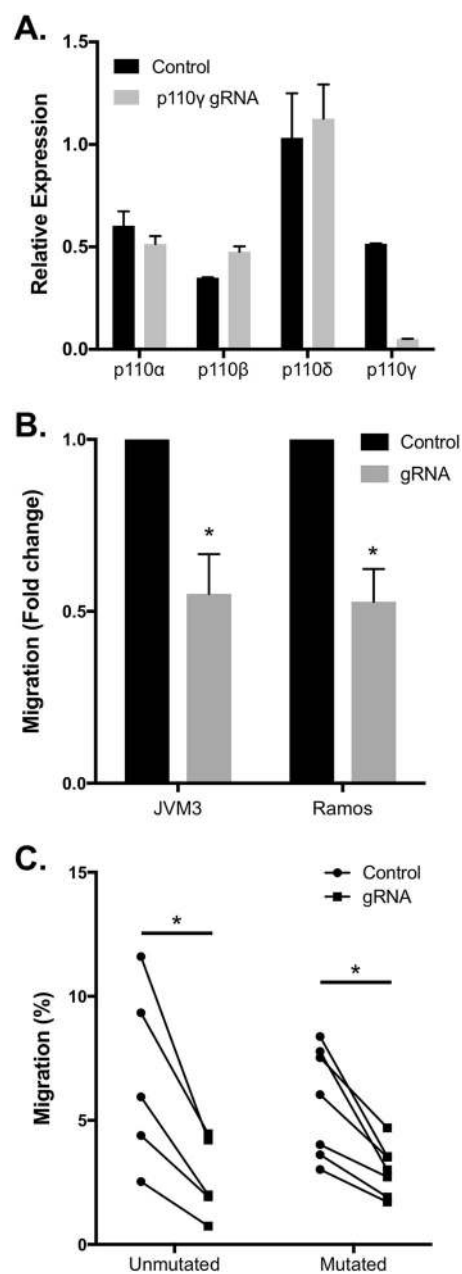 A.
1.5
1.0
0.5
0.0
Relative Expression
Control
p110γ gRNA
p110α p110β p110δ p110γ
B.
1.0
0.5
0.0
Migration (Fold change)
Control
gRNA
*
*
JVM3 Ramos
C.
15
10
5
0
Migration (%)
Control
gRNA
*
*
Unmutated Mutated